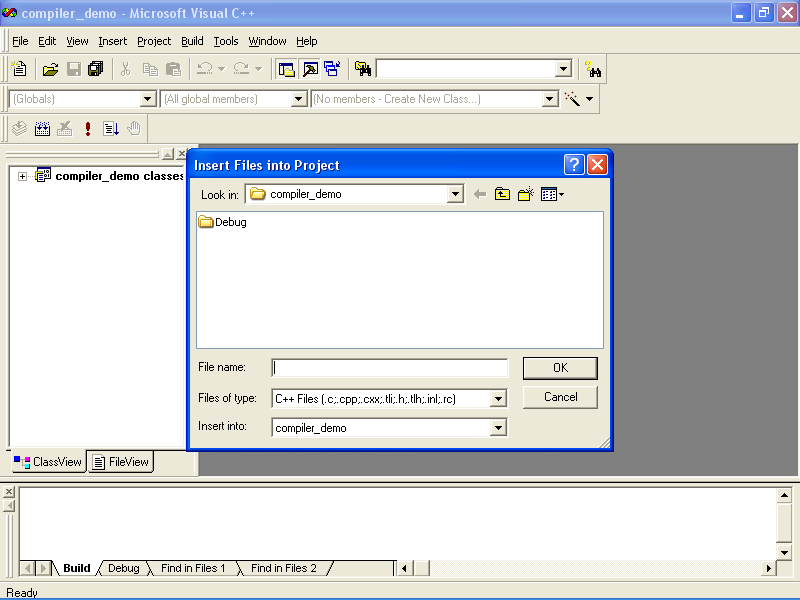 compiler_demo - Microsoft Visual C++
File Edit View Insert Project Build Tools Window Help
(Globals) (All global members) (No members - Create New Class...)
compiler_demo classes
Insert Files into Project
Look in: compiler_demo
Debug
File name: OK
Files of type: C++ Files (.c;.cpp;.cxx;.tli;.h;.tlh;.inl;.rc) Cancel
Insert into: compiler_demo
ClassView FileView
Build Debug Find in Files 1 Find in Files 2
Ready